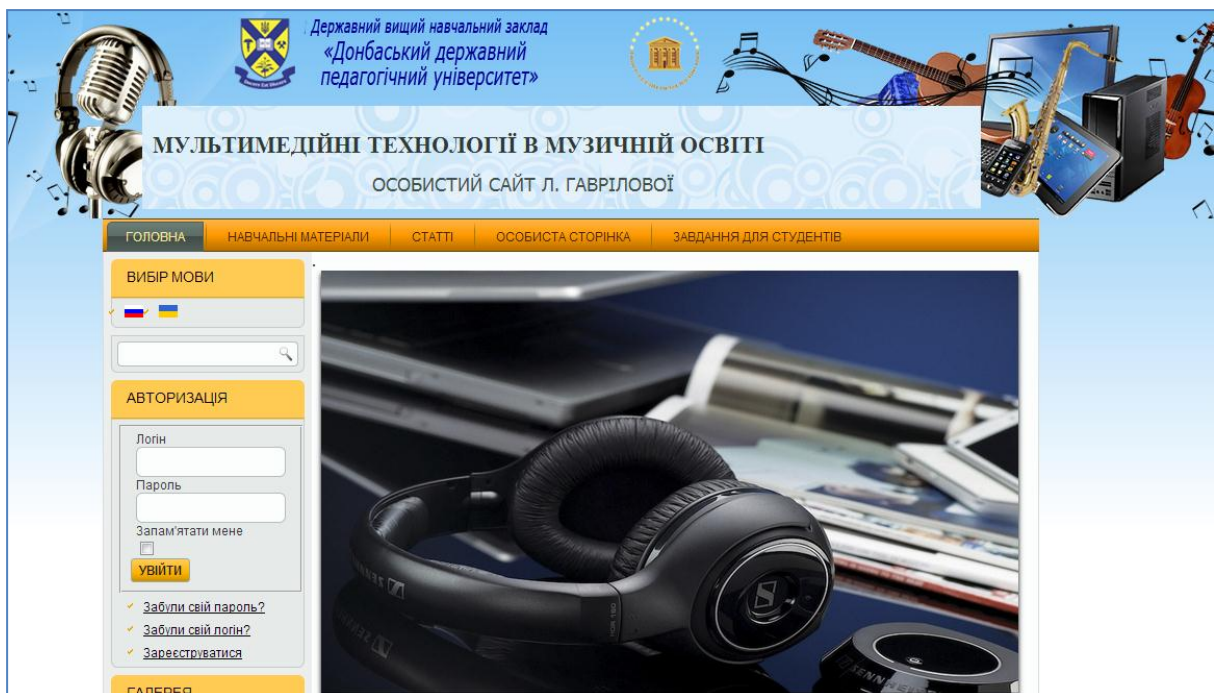 Державний вищий навчальний заклад
«Донбаський державний
педагогічний університет»
МУЛЬТИМЕДІЙНІ ТЕХНОЛОГІЇ В МУЗИЧНІЙ ОСВІТІ
ОСОБИСТИЙ САЙТ Л. ГАВРІЛОВОЇ
ГОЛОВНА НАВЧАЛЬНІ МАТЕРІАЛИ СТАТТІ ОСОБИСТА СТОРІНКА ЗАВДАННЯ ДЛЯ СТУДЕНТІВ
ВИБІР МОВИ
АВТОРИЗАЦІЯ
Логін
Пароль
Запам'ятати мене
УВІЙТИ
Забули свій пароль?
Забули свій логін?
Зареєструватися
ГАЛЕРЕЯ
SENNHEISER